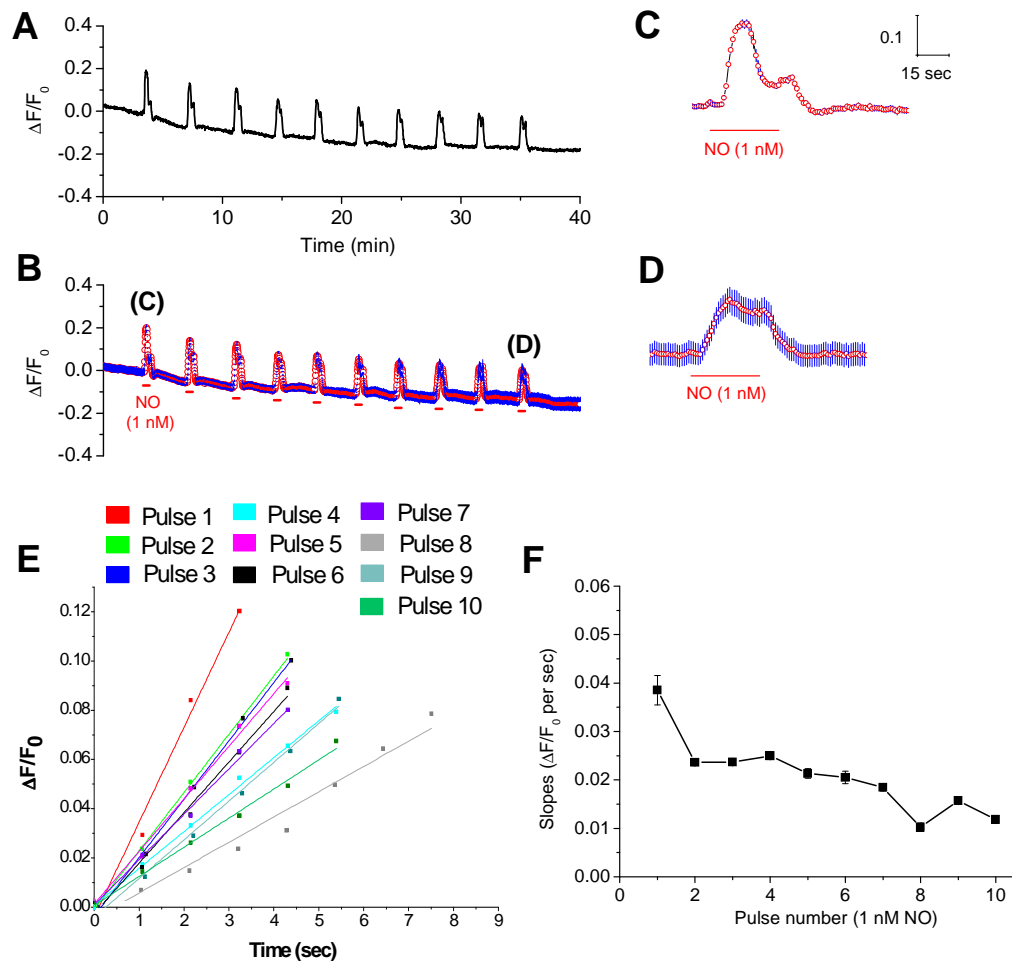 A
ΔF/F0
0.4
0.2
0.0
-0.2
-0.4
0 10 20 30 40
Time (min)
C
0.1
15 sec
NO (1 nM)
B
ΔF/F0
0.4
0.2
0.0
-0.2
-0.4
(C)
(D)
NO
(1 nM)
D
NO (1 nM)
E
Pulse 1
Pulse 2
Pulse 3
Pulse 4
Pulse 5
Pulse 6
Pulse 7
Pulse 8
Pulse 9
Pulse 10
ΔF/F0
0.12
0.10
0.08
0.06
0.04
0.02
0.00
0 1 2 3 4 5 6 7 8 9
Time (sec)
F
Slopes (ΔF/F0 per sec)
0.06
0.05
0.04
0.03
0.02
0.01
0.00
0 2 4 6 8 10
Pulse number (1 nM NO)